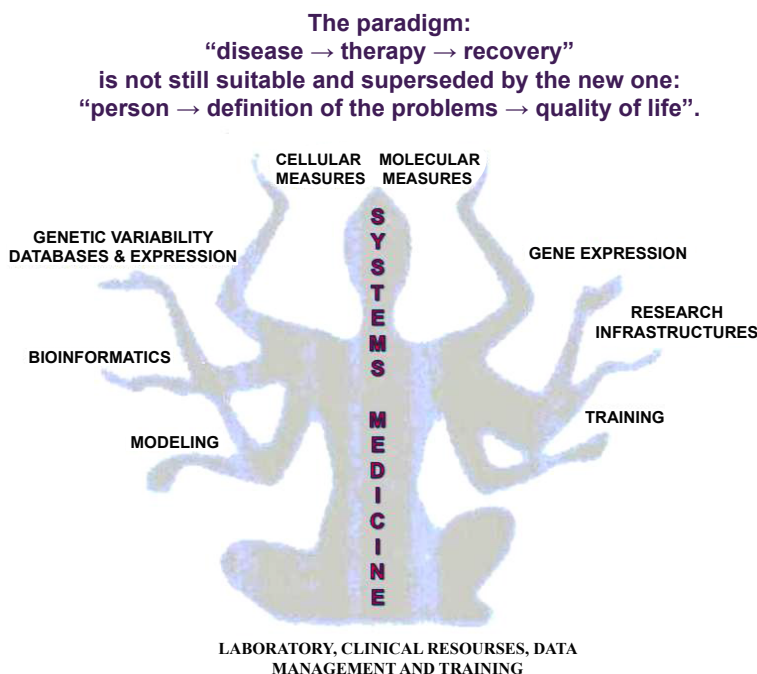 The paradigm:
“disease → therapy → recovery”
is not still suitable and superseded by the new one:
“person → definition of the problems → quality of life”.
CELLULAR MEASURES
MOLECULAR MEASURES
GENETIC VARIABILITY
DATABASES & EXPRESSION
GENE EXPRESSION
RESEARCH
INFRASTRUCTURES
BIOINFORMATICS
TRAINING
MODELING
SYSTEMS MEDICINE
LABORATORY, CLINICAL RESOURSES, DATA
MANAGEMENT AND TRAINING